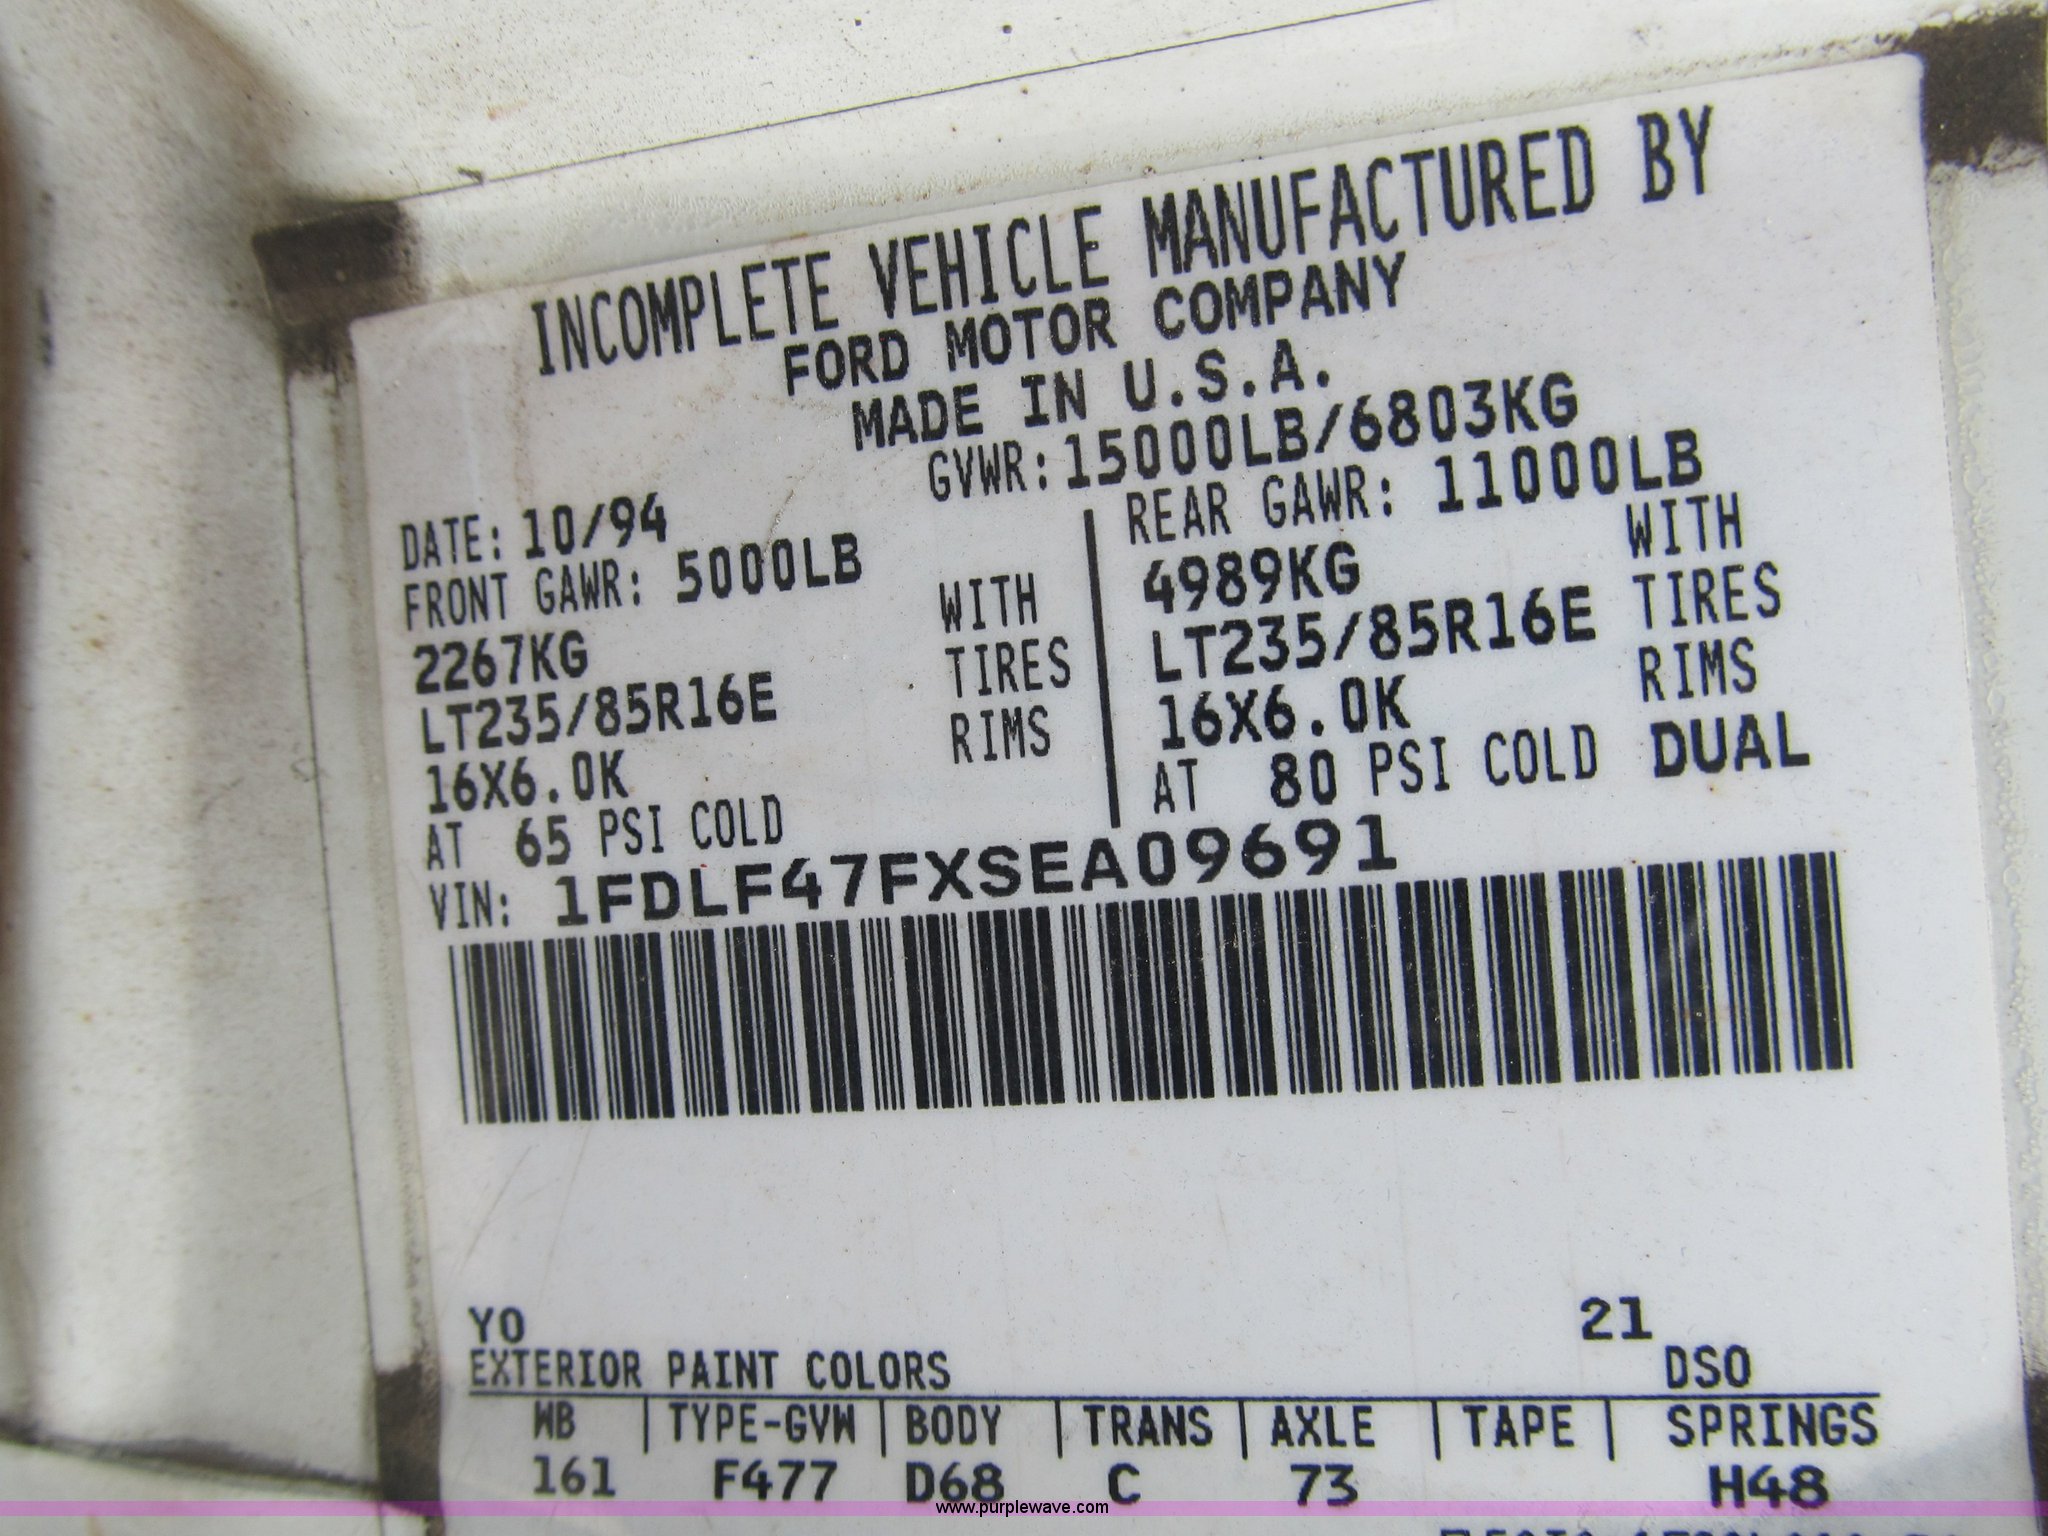 INCOMPLETE VEHICLE MANUFACTURED BY
FORD MOTOR COMPANY
MADE IN U.S.A.
GVWR:15000LB/6803KG
DATE: 10/94
FRONT GAWR: 5000LB
2267KG WITH
LT235/85R16E TIRES
16X6.0K RIMS
AT 65 PSI COLD
REAR GAWR: 11000LB
4989KG WITH
LT235/85R16E TIRES
16X6.0K RIMS
AT 80 PSI COLD DUAL
VIN: 1FDLF47FXSEA09691
YO 21
EXTERIOR PAINT COLORS DSO
WB | TYPE-GVW | BODY | TRANS | AXLE | TAPE | SPRINGS
161 F477 D68 C 73 H48
www.purplewave.com